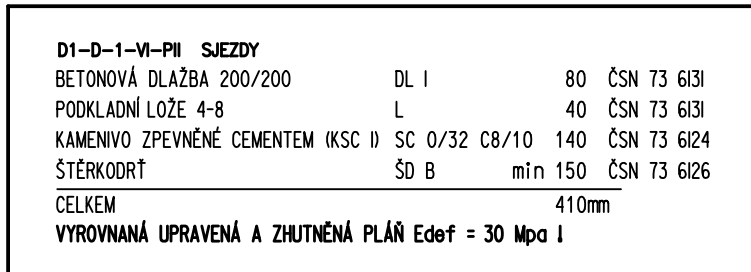 D1-D-1-VI-PII SJEZDY
BETONOVÁ DLAŽBA 200/200 DL I 80 ČSN 73 6131
PODKLADNÍ LOŽE 4-8 L 40 ČSN 73 6131
KAMENIVO ZPEVNĚNÉ CEMENTEM (KSC I) SC 0/32 C8/10 140 ČSN 73 6124
ŠTĚRKODRŤ ŠD B min 150 ČSN 73 6126
CELKEM 410mm
VYROVNANÁ UPRAVENÁ A ZHUTNĚNÁ PLÁŇ Edef = 30 Mpa !